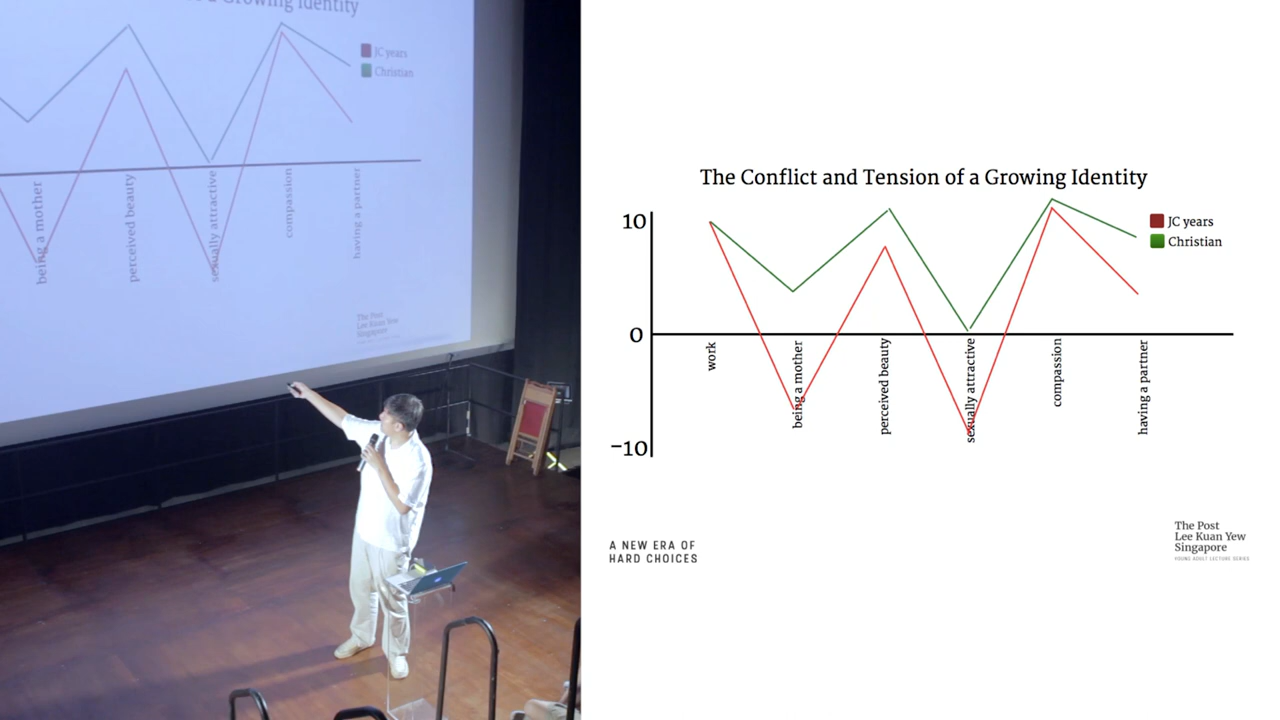 a Growing Identity
JC years
Christian
being a mother
perceived beauty
sexually attractive
compassion
having a partner
The Post
Lee Kuan Yew
Singapore
The Conflict and Tension of a Growing Identity
10
0
−10
JC years
Christian
work
being a mother
perceived beauty
sexually attractive
compassion
having a partner
A NEW ERA OF
HARD CHOICES
The Post
Lee Kuan Yew
Singapore
YOUNG ADULT LECTURE SERIES